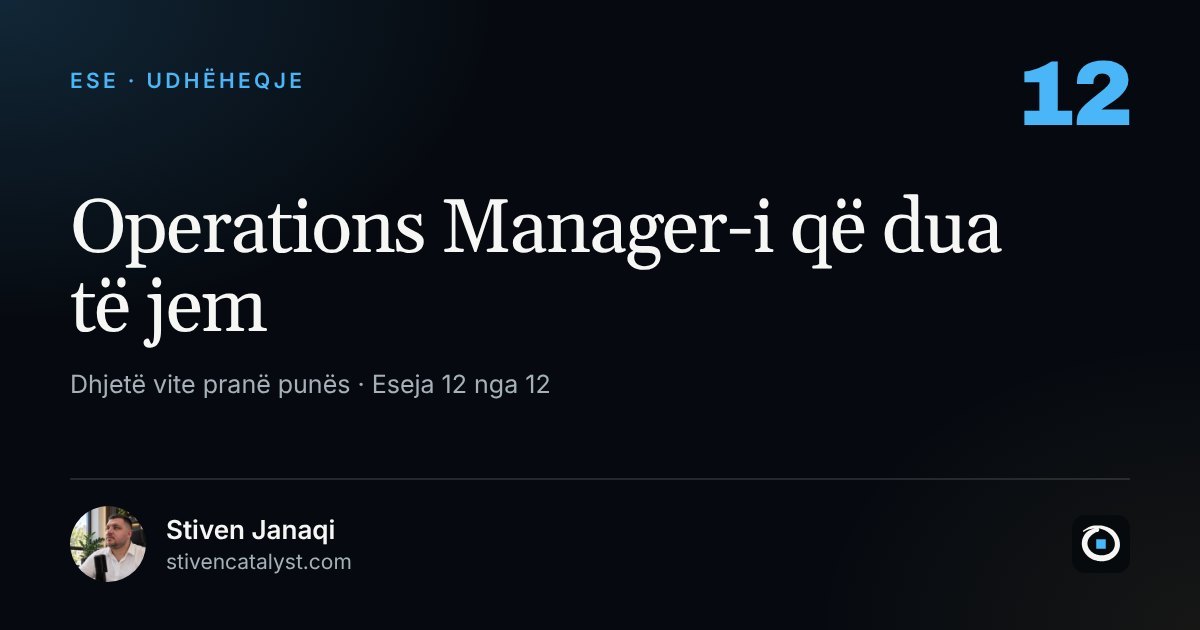 ESE · UDHËHEQJE
12
Operations Manager-i që dua
të jem
Dhjetë vite pranë punës · Eseja 12 nga 12
Stiven Janaqi
stivencatalyst.com